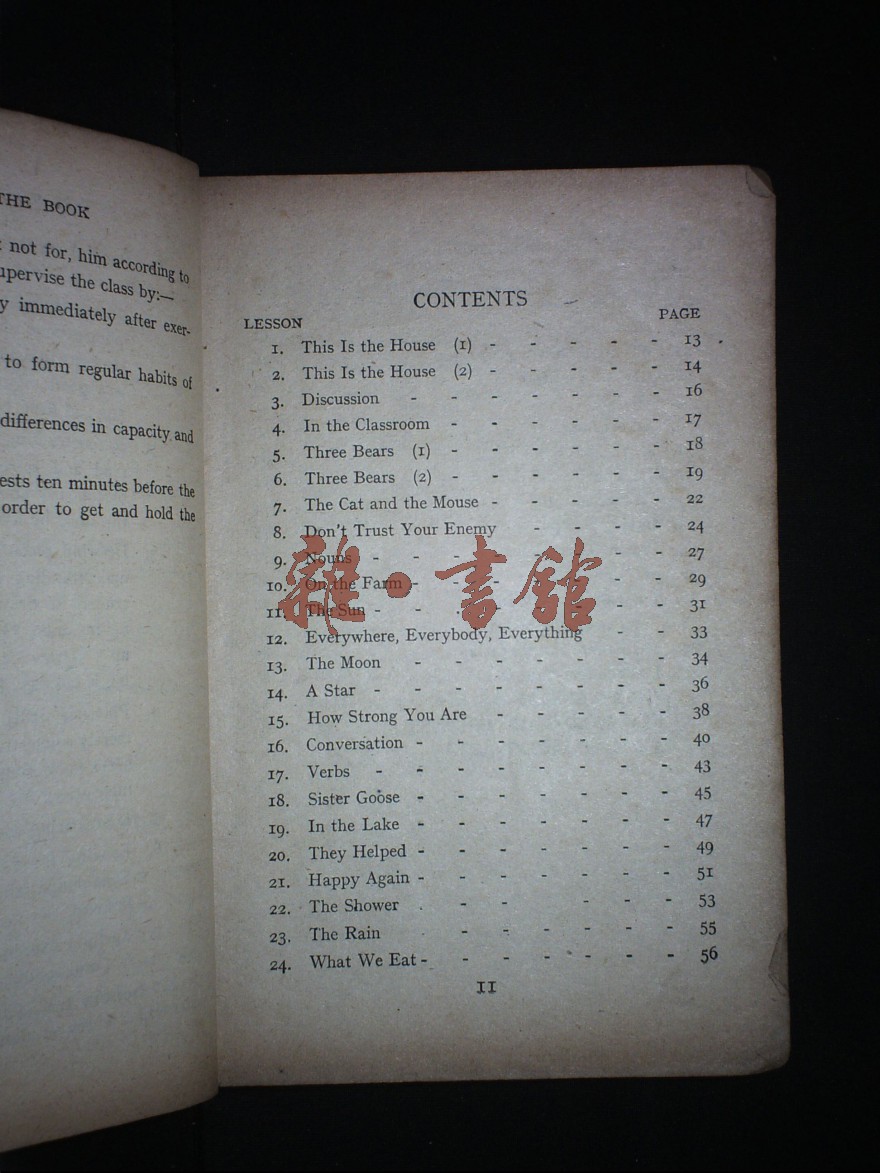 THE BOOK
not for, him according to
supervise the class by:—
y immediately after exer-
to form regular habits of
differences in capacity and
ests ten minutes before the
order to get and hold the
CONTENTS
LESSON PAGE
1. This Is the House (1) - - - - - 13
2. This Is the House (2) - - - - - 14
3. Discussion - - - - - - - 16
4. In the Classroom - - - - - - 17
5. Three Bears (1) - - - - - - 18
6. Three Bears (2) - - - - - - 19
7. The Cat and the Mouse - - - - - 22
8. Don't Trust Your Enemy - - - - 24
9. Nouns - - - - - - - - 27
10. On the Farm - - - - - - - 29
11. The Sun - - - - - - - - 31
12. Everywhere, Everybody, Everything - - 33
13. The Moon - - - - - - - 34
14. A Star - - - - - - - - 36
15. How Strong You Are - - - - - 38
16. Conversation - - - - - - - 40
17. Verbs - - - - - - - - 43
18. Sister Goose - - - - - - - 45
19. In the Lake - - - - - - - 47
20. They Helped - - - - - - - 49
21. Happy Again - - - - - - - 51
22. The Shower - - - - - - 53
23. The Rain - - - - - - 55
24. What We Eat - - - - - - - 56
11
雜·書館